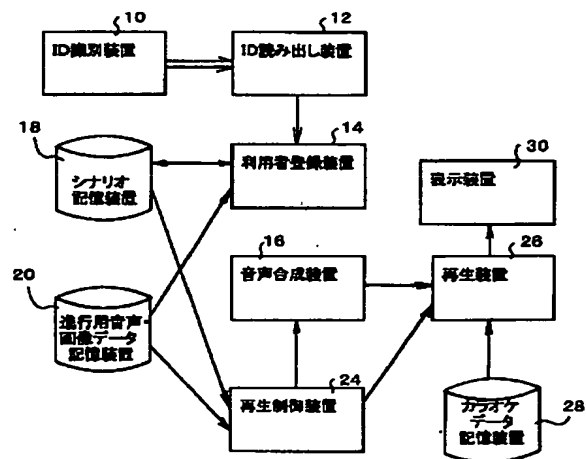 10
ID識別装置
12
ID読み出し装置
18
シナリオ
記憶装置
14
利用者登録装置
30
表示装置
20
進行用音声・
画像データ
記憶装置
16
音声合成装置
26
再生装置
24
再生制御装置
カラオケ
データ
記憶装置
28